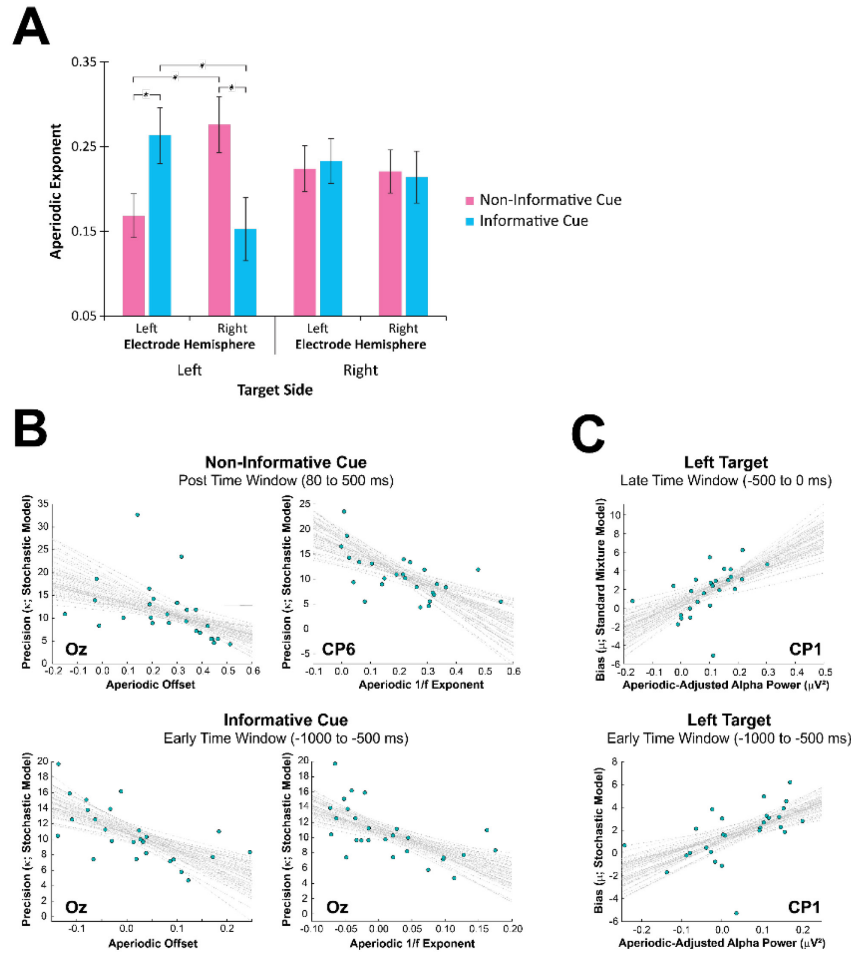 A
0.35
0.25
0.15
0.05
Aperiodic Exponent
*
#
#
#
Non-Informative Cue
Informative Cue
Left Right Left Right
Electrode Hemisphere Electrode Hemisphere
Left Right
Target Side
B
Non-Informative Cue
Post Time Window (80 to 500 ms)
Precision (κ; Stochastic Model)
35
30
25
20
15
10
5
0
Oz
-0.2 -0.1 0.0 0.1 0.2 0.3 0.4 0.5 0.6
Aperiodic Offset
Precision (κ; Stochastic Model)
25
20
15
10
5
0
-5
CP6
-0.1 0.0 0.1 0.2 0.3 0.4 0.5 0.6
Aperiodic 1/f Exponent
Informative Cue
Early Time Window (-1000 to -500 ms)
Precision (κ; Stochastic Model)
20
18
16
14
12
10
8
6
4
2
0
Oz
-0.1 0.0 0.1 0.2
Aperiodic Offset
Precision (κ; Stochastic Model)
20
18
16
14
12
10
8
6
4
2
0
Oz
-0.10 -0.05 0.00 0.05 0.10 0.15 0.20
Aperiodic 1/f Exponent
C
Left Target
Late Time Window (-500 to 0 ms)
Bias (μ; Standard Mixture Model)
10
8
6
4
2
0
-2
-4
CP1
-0.2 -0.1 0.0 0.1 0.2 0.3 0.4 0.5
Aperiodic-Adjusted Alpha Power (μV²)
Left Target
Early Time Window (-1000 to -500 ms)
Bias (μ; Stochastic Model)
8
6
4
2
0
-2
-4
-6
CP1
-0.2 -0.1 0.0 0.1 0.2
Aperiodic-Adjusted Alpha Power (μV²)